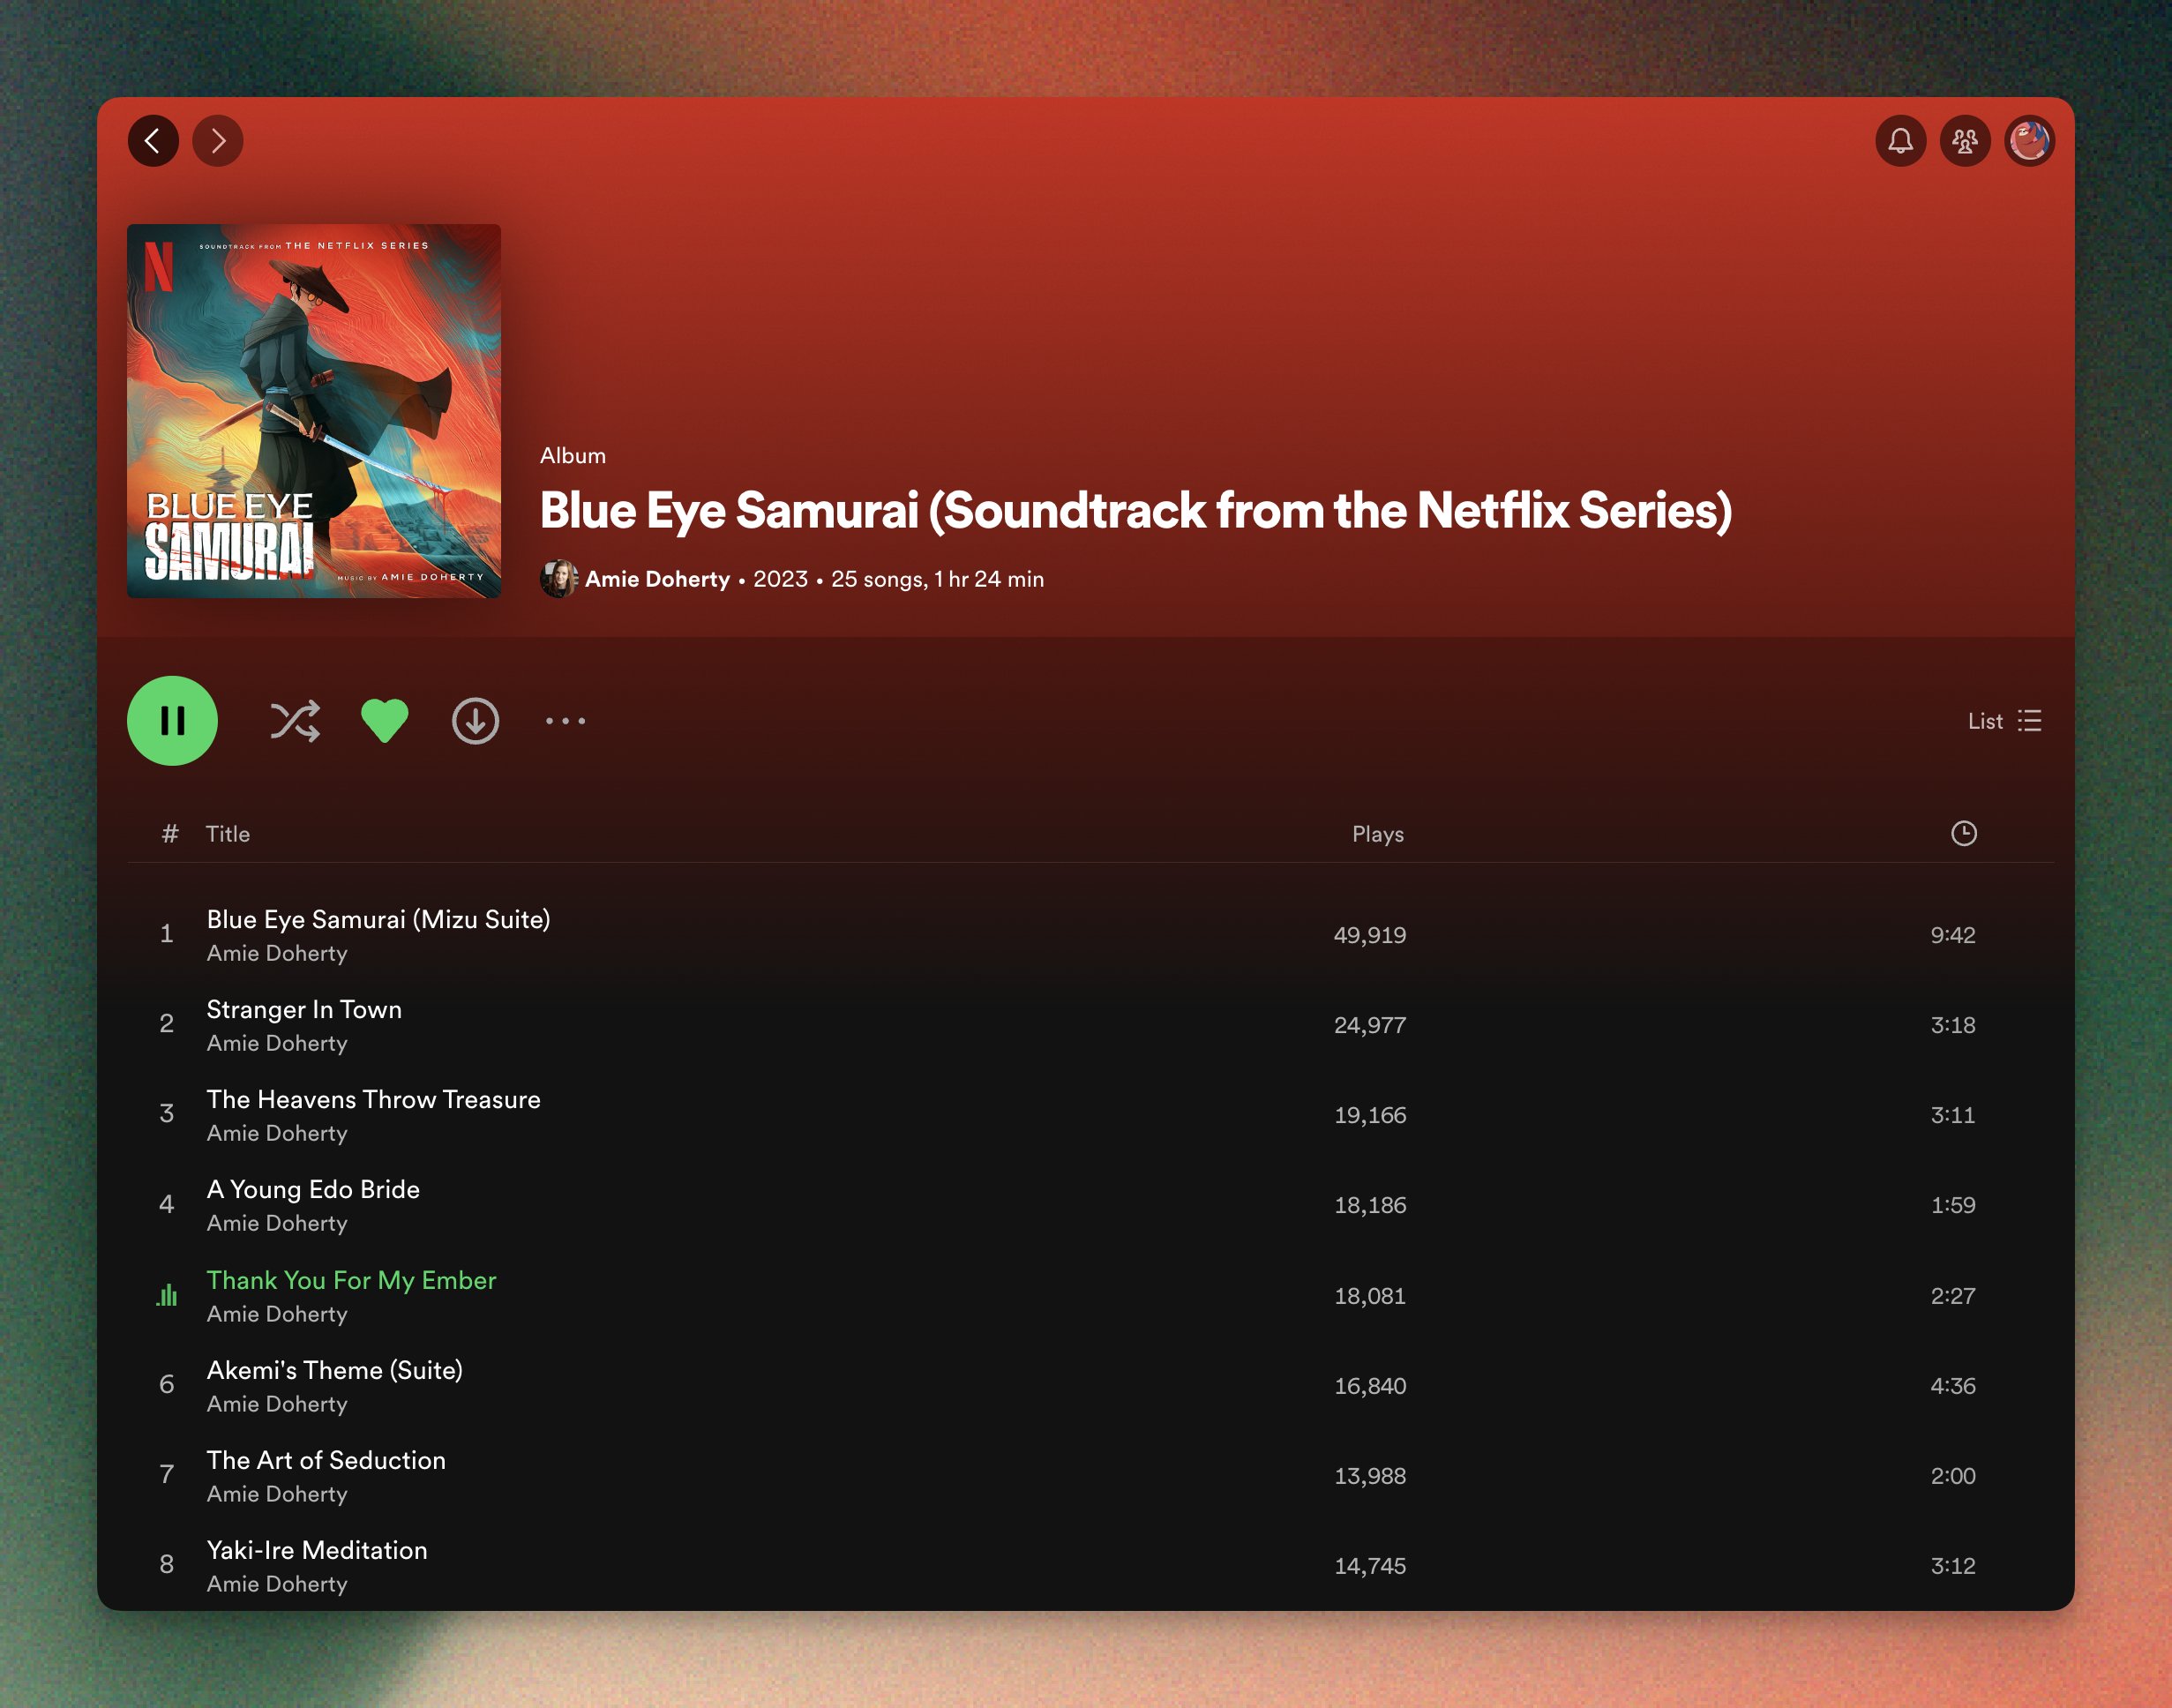 N
SOUNDTRACK FROM THE NETFLIX SERIES
BLUE EYE
SAMURAI
MUSIC BY AMIE DOHERTY
Album
Blue Eye Samurai (Soundtrack from the Netflix Series)
Amie Doherty • 2023 • 25 songs, 1 hr 24 min
List
# Title Plays
1 Blue Eye Samurai (Mizu Suite) 49,919 9:42
Amie Doherty
2 Stranger In Town 24,977 3:18
Amie Doherty
3 The Heavens Throw Treasure 19,166 3:11
Amie Doherty
4 A Young Edo Bride 18,186 1:59
Amie Doherty
Thank You For My Ember 18,081 2:27
Amie Doherty
6 Akemi's Theme (Suite) 16,840 4:36
Amie Doherty
7 The Art of Seduction 13,988 2:00
Amie Doherty
8 Yaki-Ire Meditation 14,745 3:12
Amie Doherty